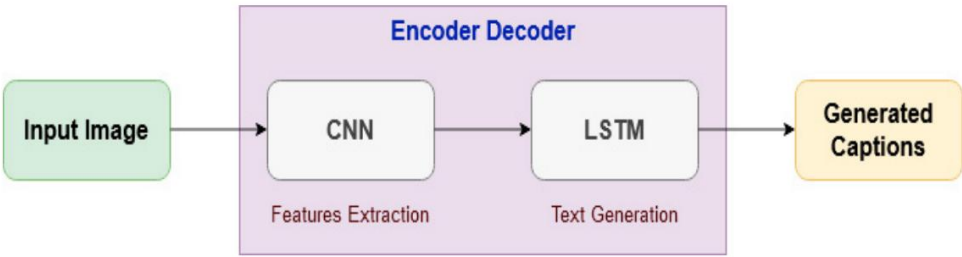 Encoder Decoder
Input Image
CNN
LSTM
Generated
Captions
Features Extraction
Text Generation